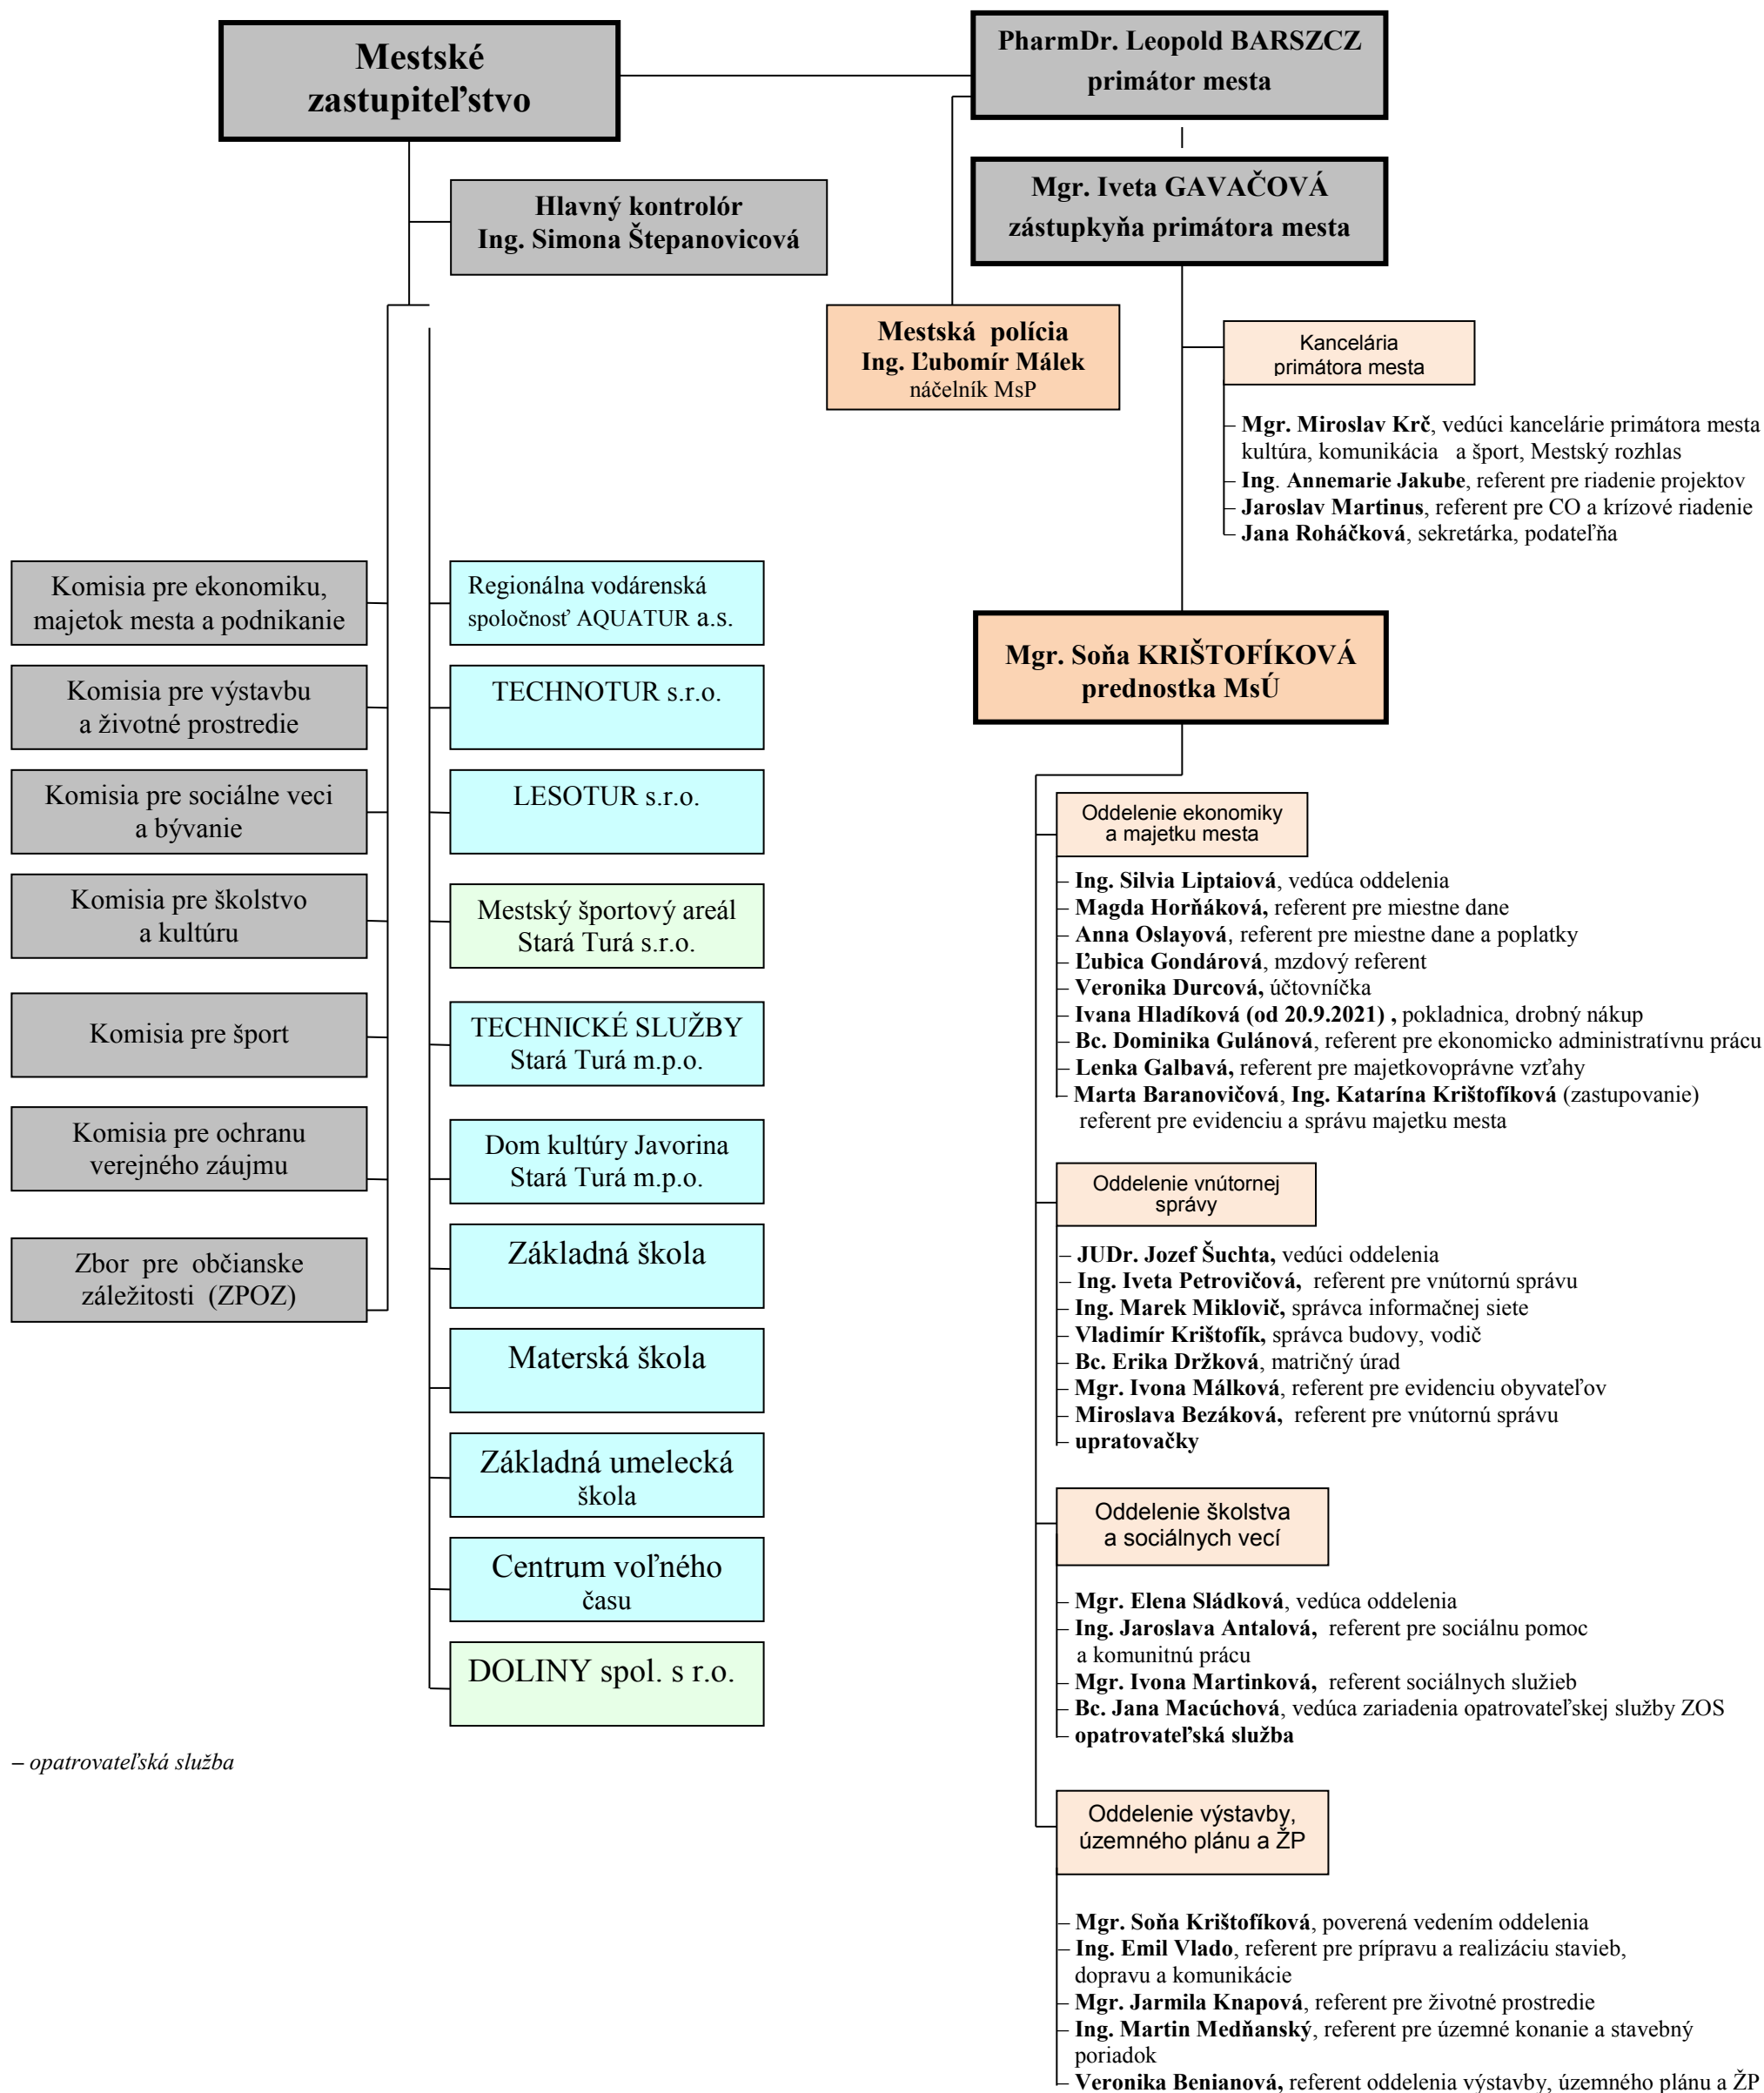 Mestské
zastupiteľstvo
PharmDr. Leopold BARSZCZ
primátor mesta
Mgr. Iveta GAVAČOVÁ
zástupkyňa primátora mesta
Hlavný kontrolór
Ing. Simona Štepanovicová
Mestská polícia
Ing. Ľubomír Málek
náčelník MsP
Kancelária
primátora mesta
– Mgr. Miroslav Krč, vedúci kancelárie primátora mesta
kultúra, komunikácia a šport, Mestský rozhlas
– Ing. Annemarie Jakube, referent pre riadenie projektov
– Jaroslav Martinus, referent pre CO a krízové riadenie
– Jana Roháčková, sekretárka, podateľňa
Komisia pre ekonomiku,
majetok mesta a podnikanie
Komisia pre výstavbu
a životné prostredie
Komisia pre sociálne veci
a bývanie
Komisia pre školstvo
a kultúru
Komisia pre šport
Komisia pre ochranu
verejného záujmu
Zbor pre občianske
záležitosti (ZPOZ)
Regionálna vodárenská
spoločnosť AQUATUR a.s.
TECHNOTUR s.r.o.
LESOTUR s.r.o.
Mestský športový areál
Stará Turá s.r.o.
TECHNICKÉ SLUŽBY
Stará Turá m.p.o.
Dom kultúry Javorina
Stará Turá m.p.o.
Základná škola
Materská škola
Základná umelecká
škola
Centrum voľného
času
DOLINY spol. s r.o.
– opatrovateľská služba
Mgr. Soňa KRIŠTOFÍKOVÁ
prednostka MsÚ
Oddelenie ekonomiky
a majetku mesta
– Ing. Silvia Liptaiová, vedúca oddelenia
– Magda Horňáková, referent pre miestne dane
– Anna Oslayová, referent pre miestne dane a poplatky
– Ľubica Gondárová, mzdový referent
– Veronika Durcová, účtovníčka
– Ivana Hladíková (od 20.9.2021) , pokladnica, drobný nákup
– Bc. Dominika Gulánová, referent pre ekonomicko administratívnu prácu
– Lenka Galbavá, referent pre majetkovoprávne vzťahy
– Marta Baranovičová, Ing. Katarína Krištofíková (zastupovanie)
referent pre evidenciu a správu majetku mesta
Oddelenie vnútornej
správy
– JUDr. Jozef Šuchta, vedúci oddelenia
– Ing. Iveta Petrovičová, referent pre vnútornú správu
– Ing. Marek Miklovič, správca informačnej siete
– Vladimír Krištofík, správca budovy, vodič
– Bc. Erika Držková, matričný úrad
– Mgr. Ivona Málková, referent pre evidenciu obyvateľov
– Miroslava Bezáková, referent pre vnútornú správu
– upratovačky
Oddelenie školstva
a sociálnych vecí
– Mgr. Elena Sládková, vedúca oddelenia
– Ing. Jaroslava Antalová, referent pre sociálnu pomoc
a komunitnú prácu
– Mgr. Ivona Martinková, referent sociálnych služieb
– Bc. Jana Macúchová, vedúca zariadenia opatrovateľskej služby ZOS
– opatrovateľská služba
Oddelenie výstavby,
územného plánu a ŽP
– Mgr. Soňa Krištofíková, poverená vedením oddelenia
– Ing. Emil Vlado, referent pre prípravu a realizáciu stavieb,
dopravu a komunikácie
– Mgr. Jarmila Knapová, referent pre životné prostredie
– Ing. Martin Medňanský, referent pre územné konanie a stavebný
poriadok
– Veronika Benianová, referent oddelenia výstavby, územného plánu a ŽP